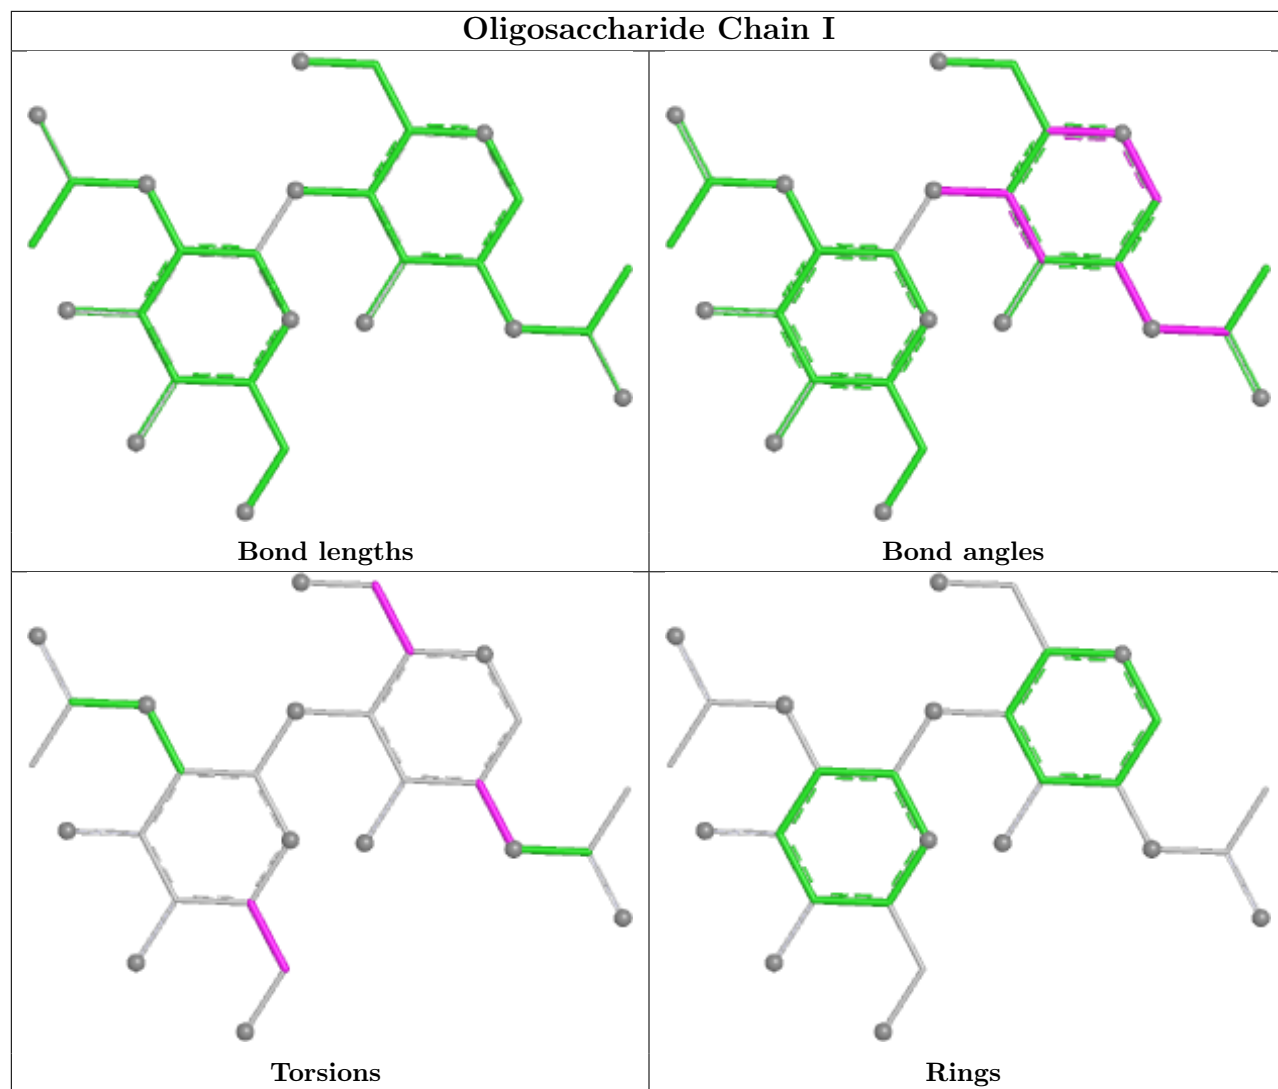 Oligosaccharide Chain I
Bond lengths
Bond angles
Torsions
Rings